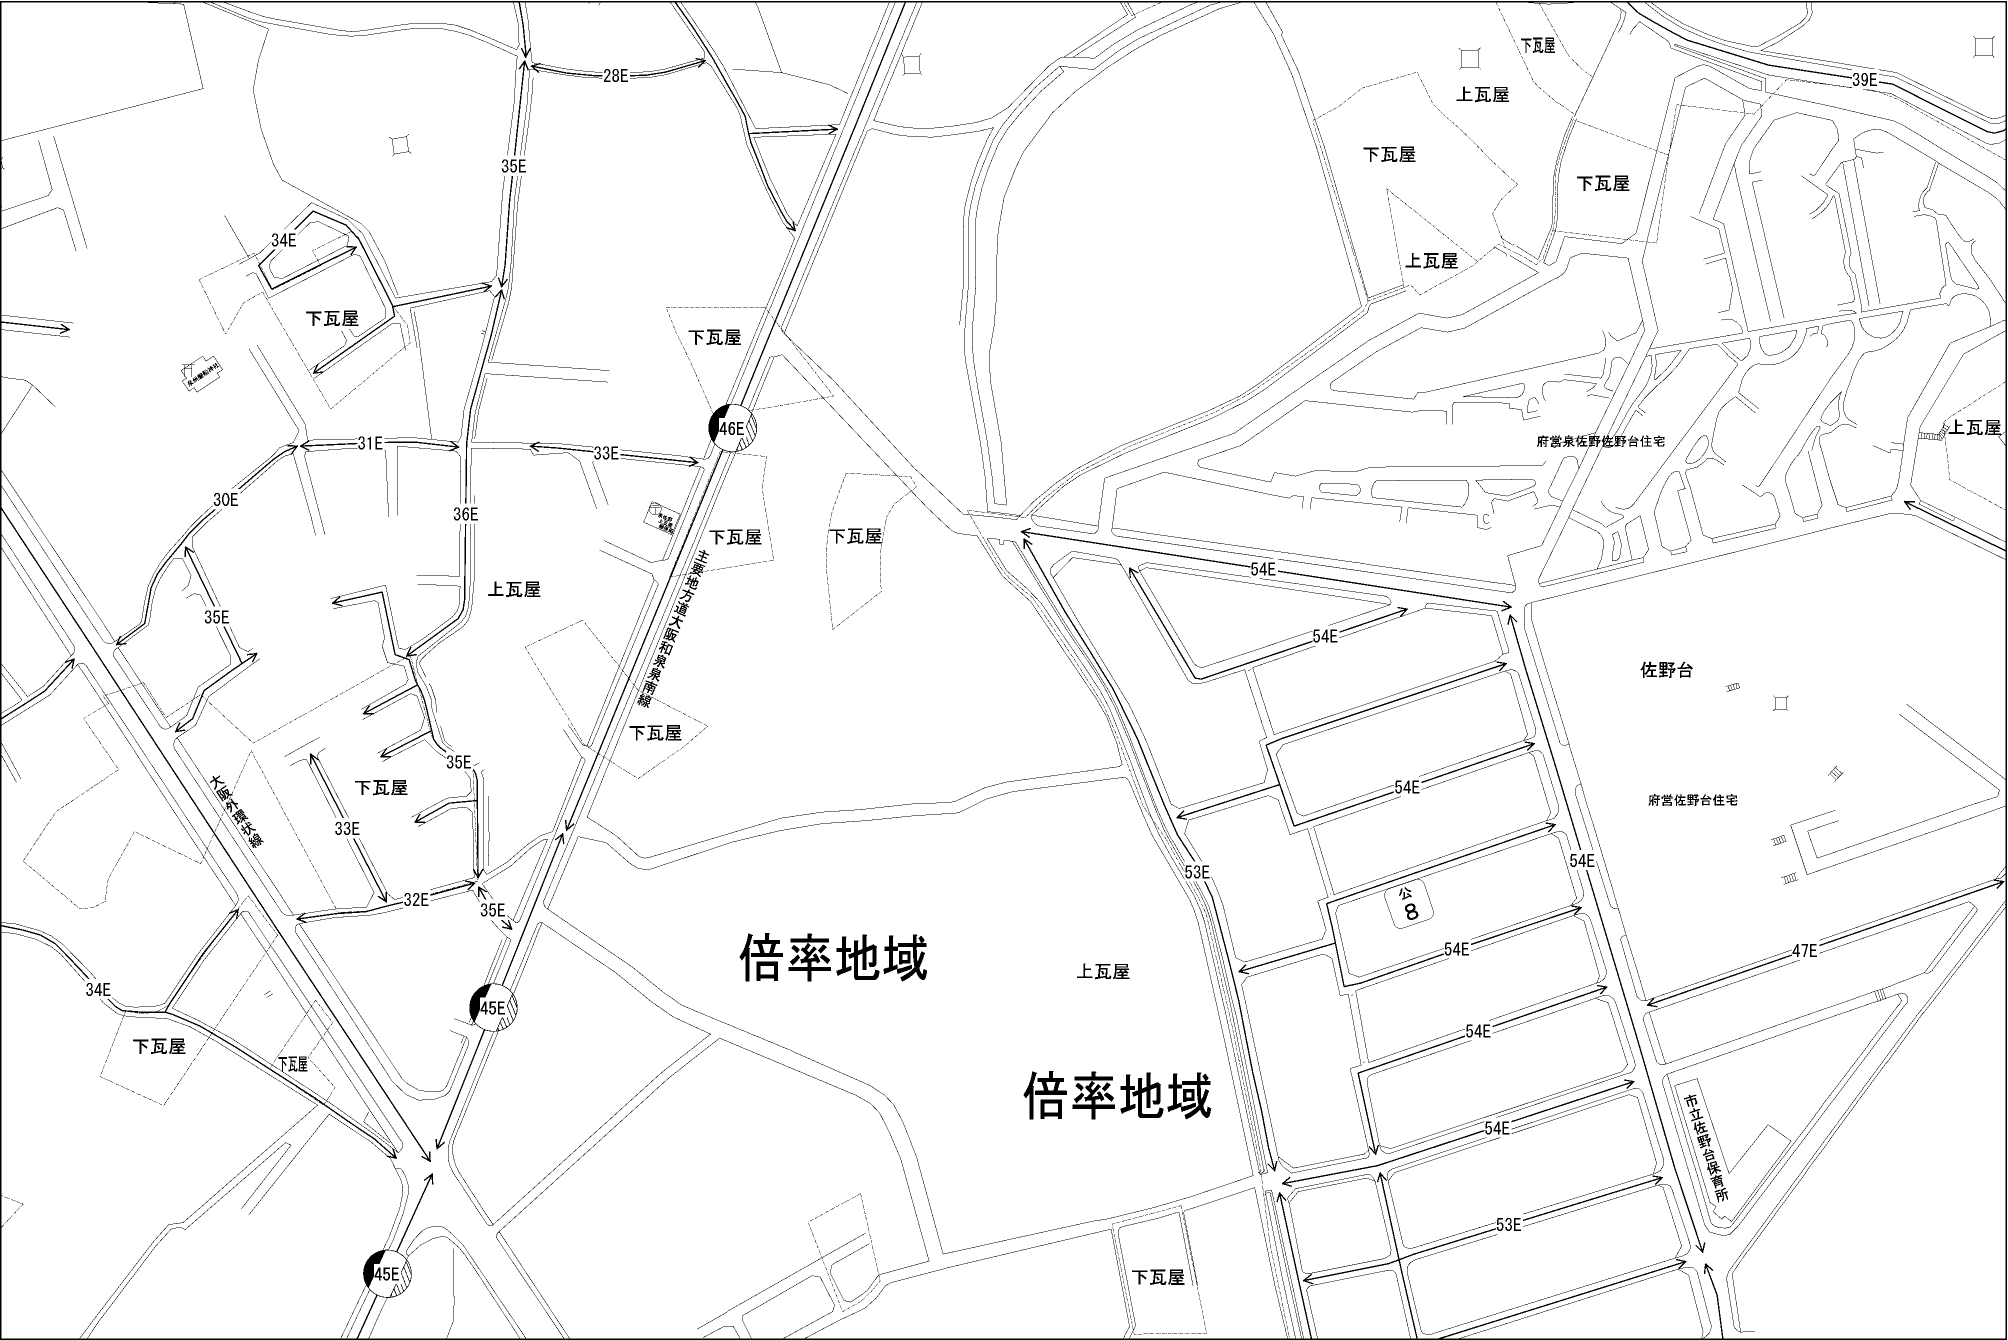 下瓦屋
28E
39E
上瓦屋
35E
下瓦屋
下瓦屋
34E
上瓦屋
下瓦屋
下瓦屋
46E
上瓦屋
31E
府営泉佐野佐野台住宅
33E
30E
36E
下瓦屋
下瓦屋
主要地方道大阪和泉泉南線
54E
上瓦屋
35E
54E
佐野台
下瓦屋
35E
大阪外環状線
下瓦屋
54E
府営佐野台住宅
33E
54E
53E
32E
35E
公
8
54E
47E
倍率地域
上瓦屋
34E
45E
54E
下瓦屋
下瓦屋
倍率地域
54E
市立佐野台保育所
53E
45E
下瓦屋